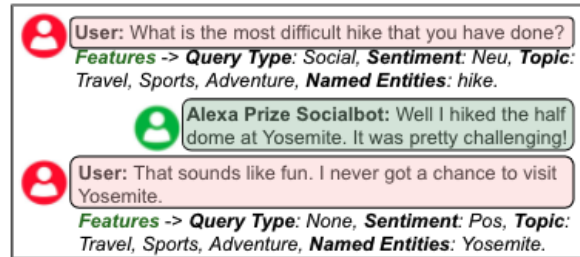 User: What is the most difficult hike that you have done?
Features -> Query Type: Social, Sentiment: Neu, Topic:
Travel, Sports, Adventure, Named Entities: hike.
Alexa Prize Socialbot: Well I hiked the half
dome at Yosemite. It was pretty challenging!
User: That sounds like fun. I never got a chance to visit
Yosemite.
Features -> Query Type: None, Sentiment: Pos, Topic:
Travel, Sports, Adventure, Named Entities: Yosemite.